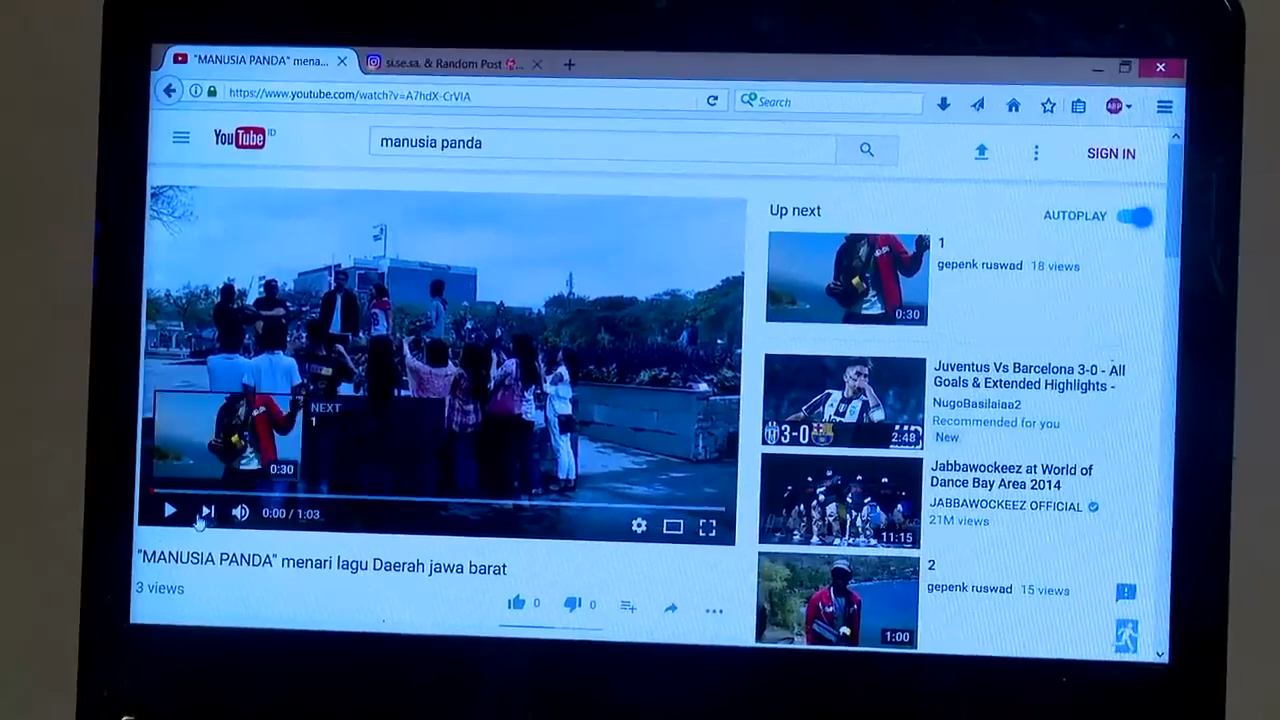 "MANUSIA PANDA" mena...
si.se.sa. & Random Post
https://www.youtube.com/watch?v=A7hdX-CrVIA
Search
ABP
YouTube ID
manusia panda
SIGN IN
Up next
AUTOPLAY
1
gepenk ruswad 18 views
0:30
Juventus Vs Barcelona 3-0 - All
Goals & Extended Highlights -
NugoBasilaiaa2
Recommended for you
New
3-0
2:48
Jabbawockeez at World of
Dance Bay Area 2014
JABBAWOCKEEZ OFFICIAL
21M views
11:15
2
gepenk ruswad 15 views
1:00
NEXT
1
0:30
0:00 / 1:03
"MANUSIA PANDA" menari lagu Daerah jawa barat
3 views
0
0